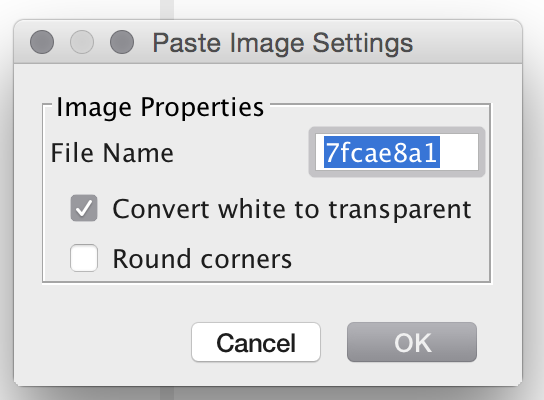 Paste Image Settings
Image Properties
File Name 7fcae8a1
Convert white to transparent
Round corners
Cancel OK